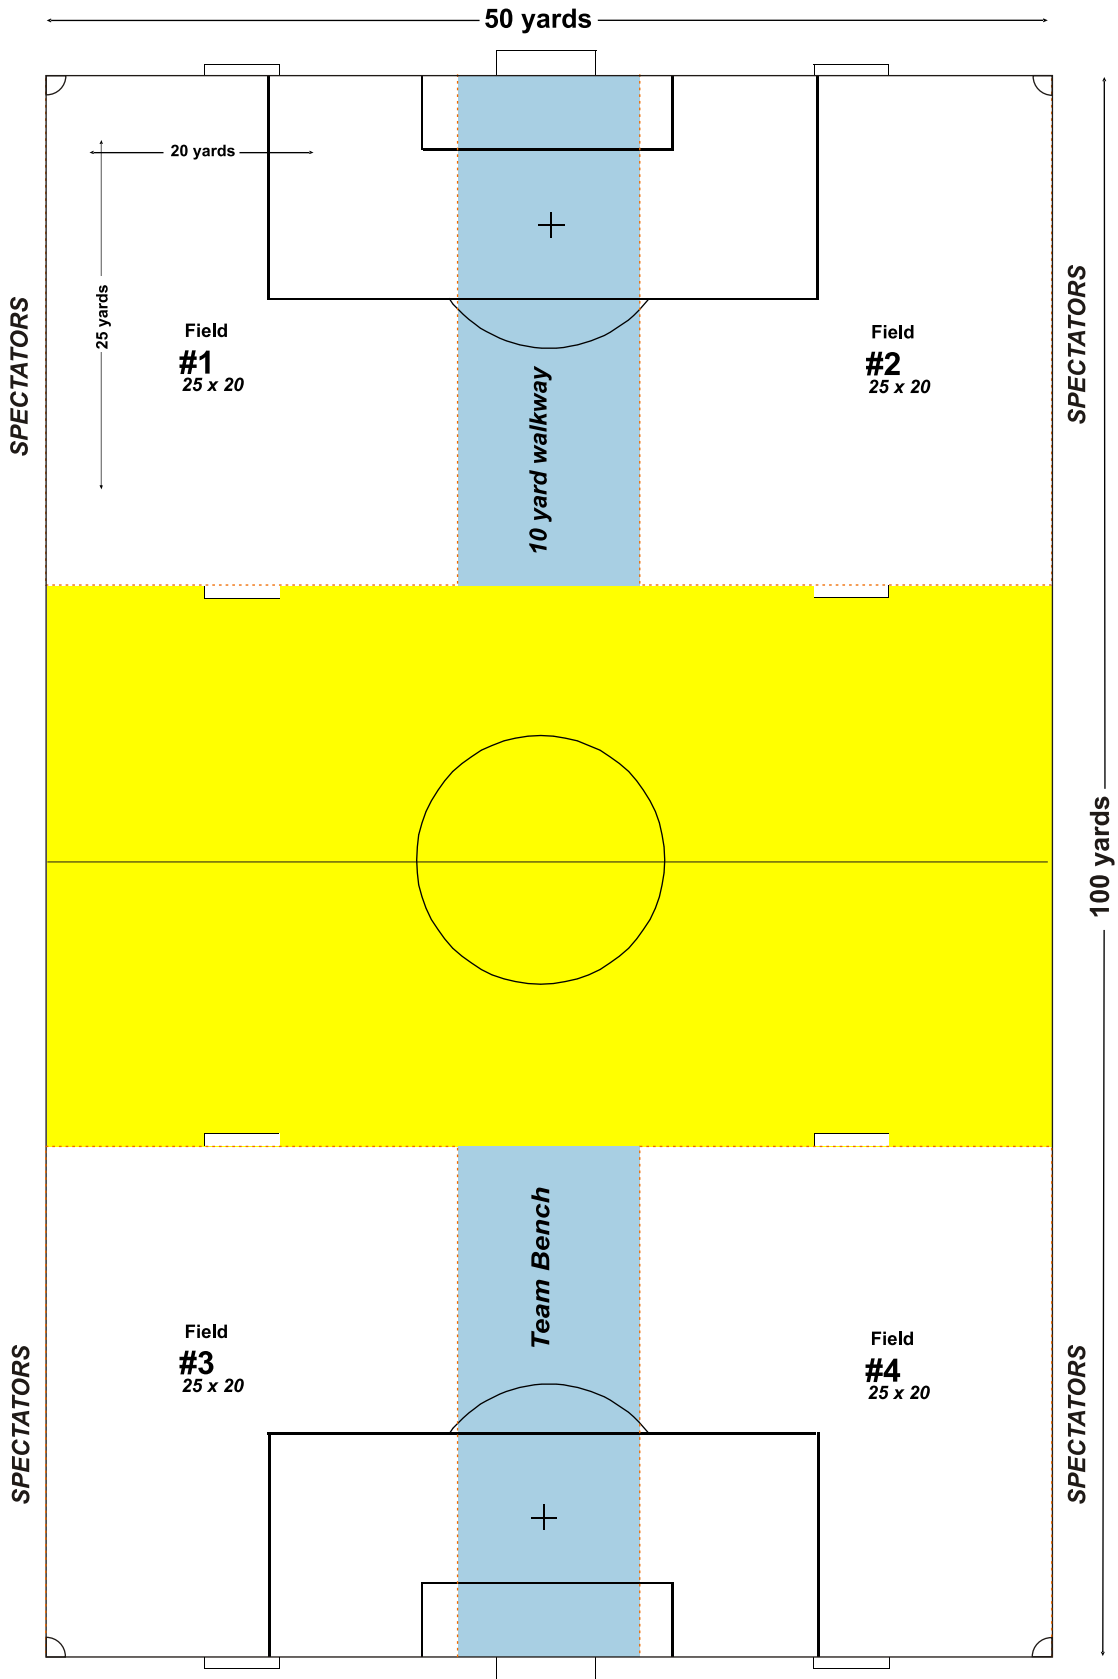 50 yards
20 yards
25 yards
SPECTATORS
Field
#1
25 x 20
Field
#2
25 x 20
SPECTATORS
10 yard walkway
100 yards
Team Bench
Field
#3
25 x 20
Field
#4
25 x 20
SPECTATORS
SPECTATORS